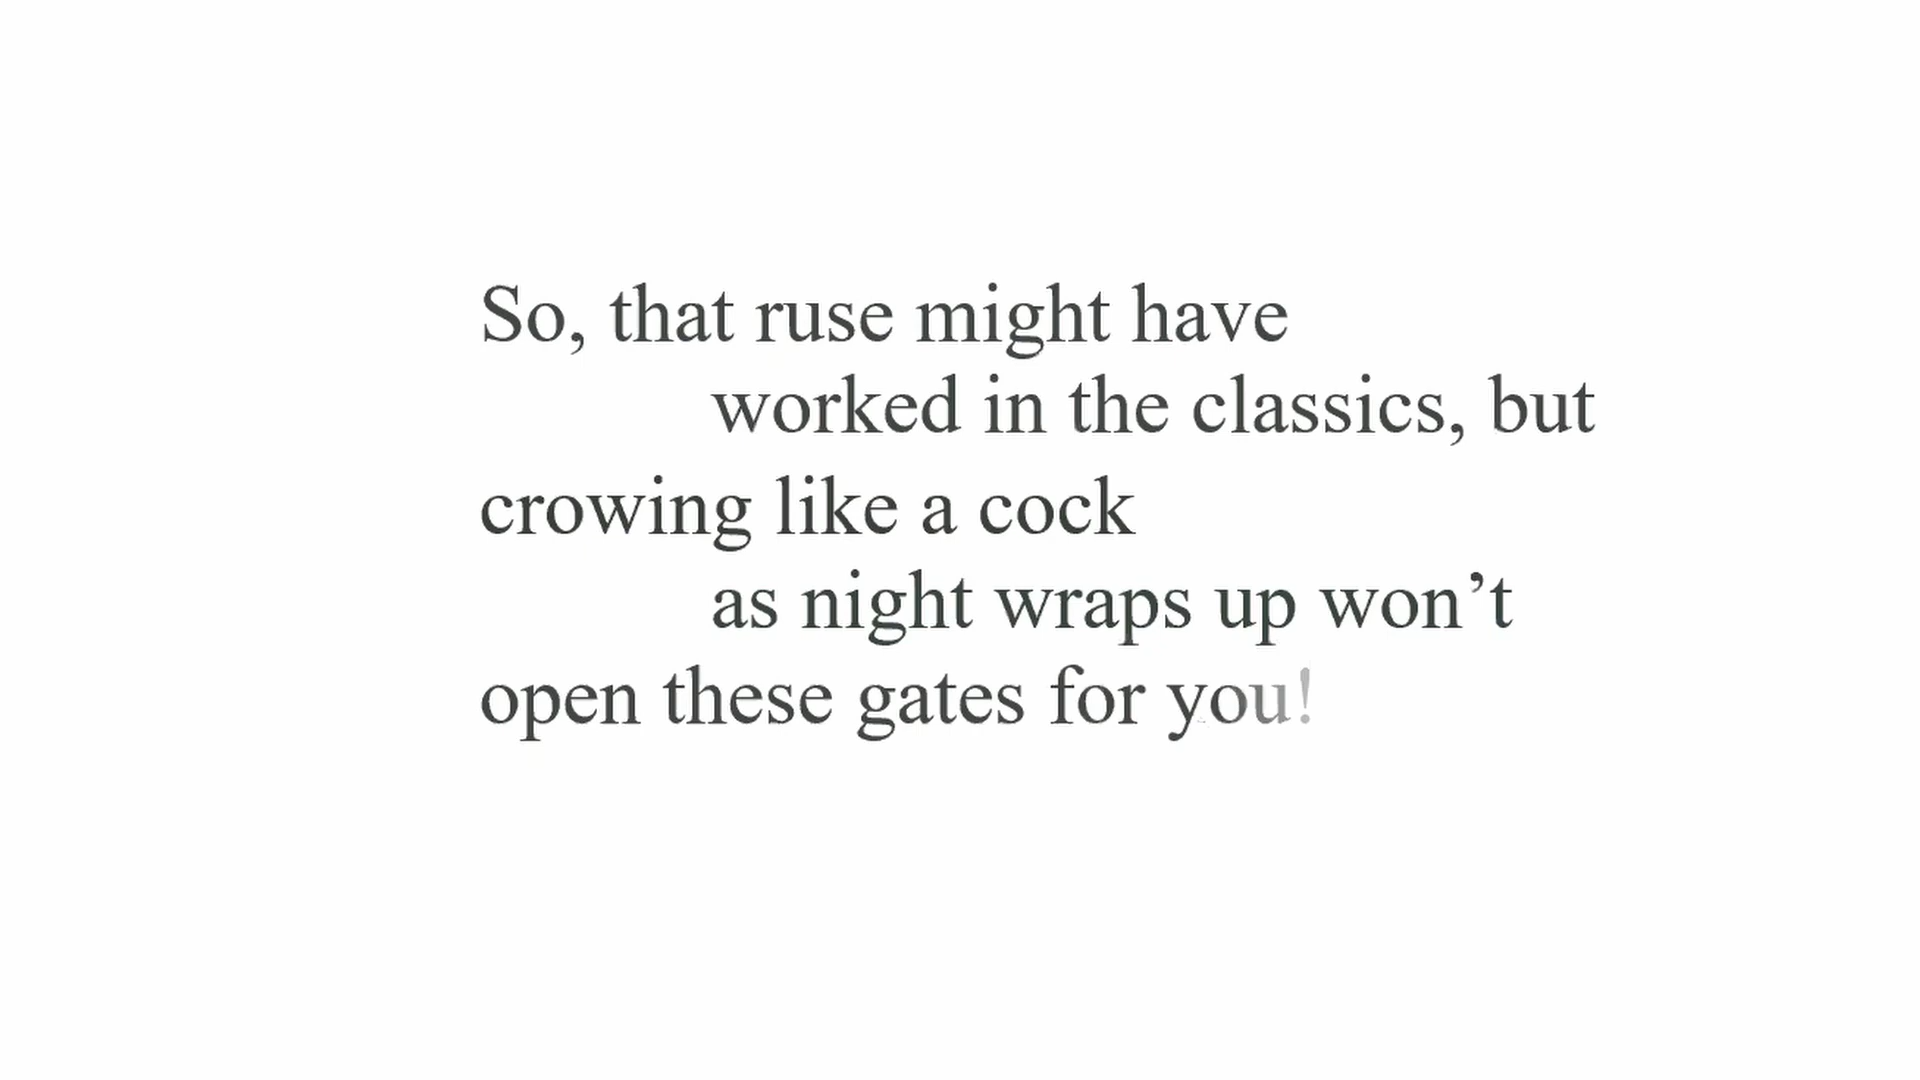 So, that ruse might have
worked in the classics, but
crowing like a cock
as night wraps up won’t
open these gates for you!